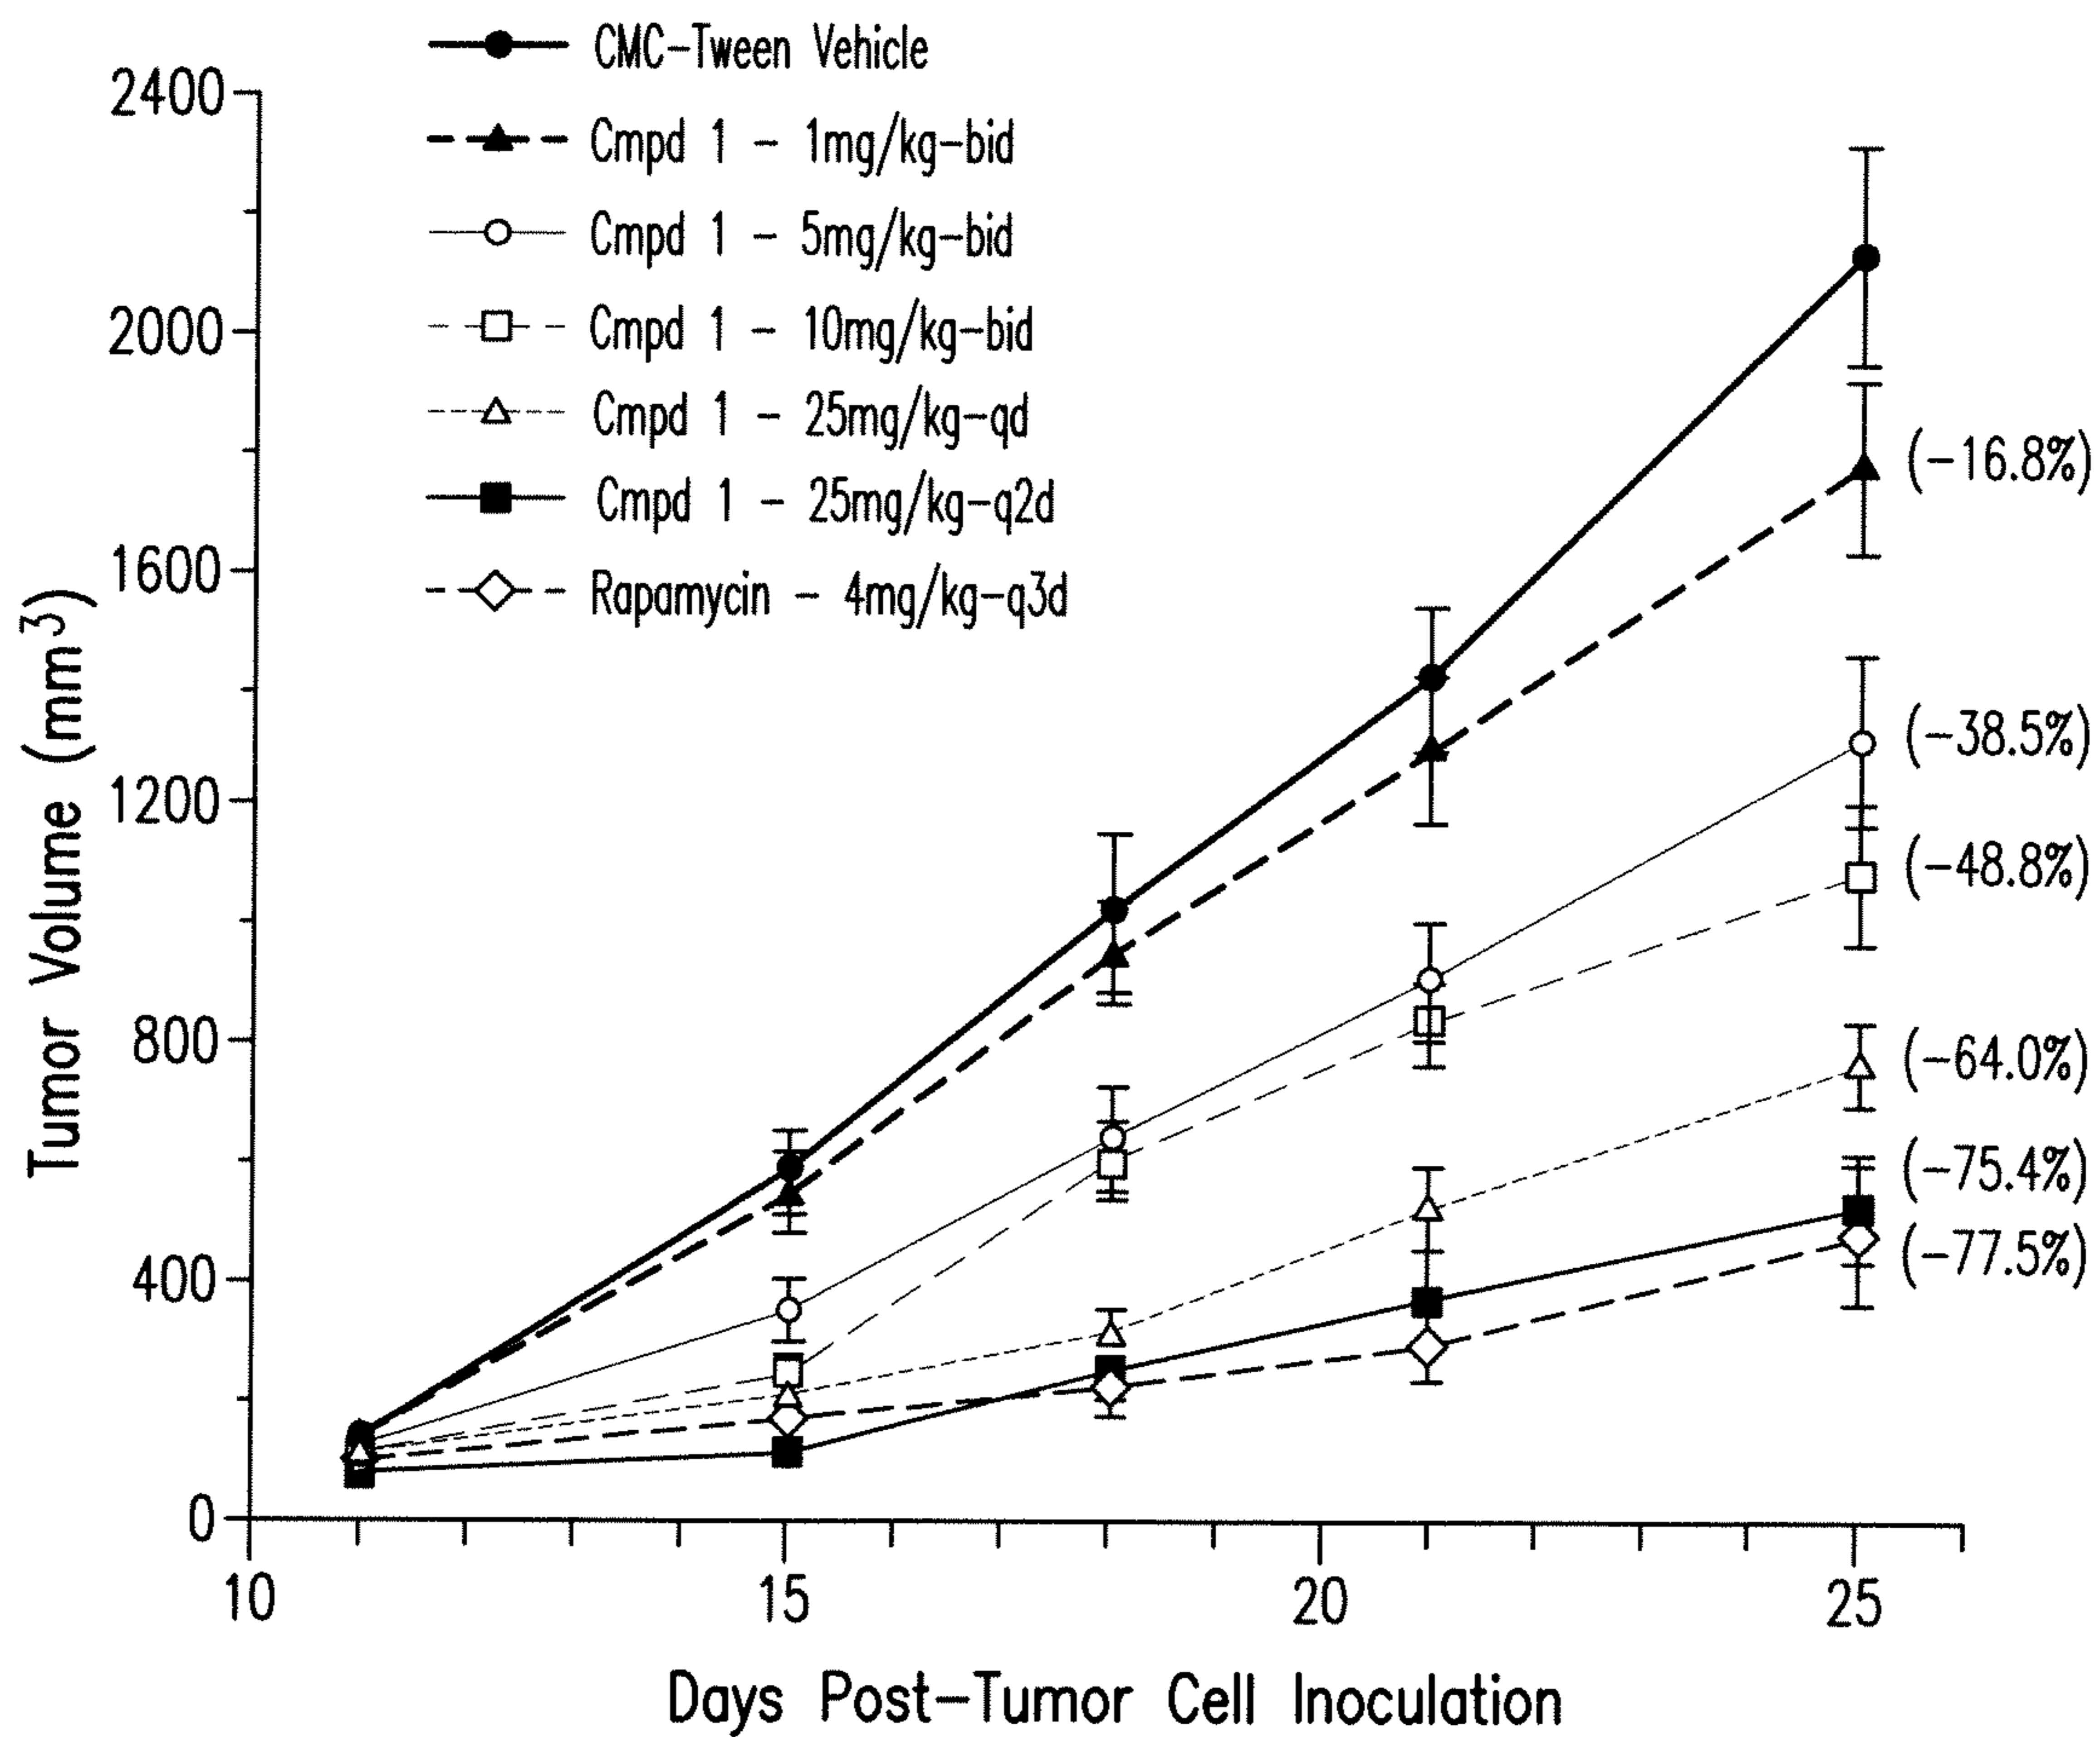 CMC-Tween Vehicle
Cmpd 1 - 1mg/kg-bid
Cmpd 1 - 5mg/kg-bid
Cmpd 1 - 10mg/kg-bid
Cmpd 1 - 25mg/kg-qd
Cmpd 1 - 25mg/kg-q2d
Rapamycin - 4mg/kg-q3d
Tumor Volume (mm³)
2400
2000
1600
1200
800
400
0
(-16.8%)
(-38.5%)
(-48.8%)
(-64.0%)
(-75.4%)
(-77.5%)
10 15 20 25
Days Post-Tumor Cell Inoculation